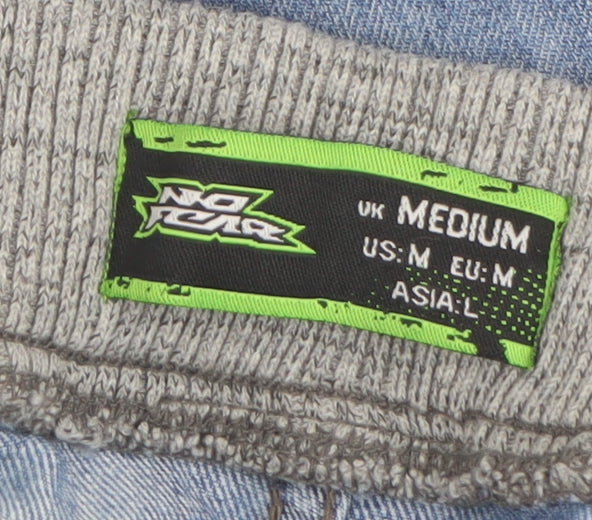 NO
FEAR
UK MEDIUM
US: M EU: M
ASIA: L